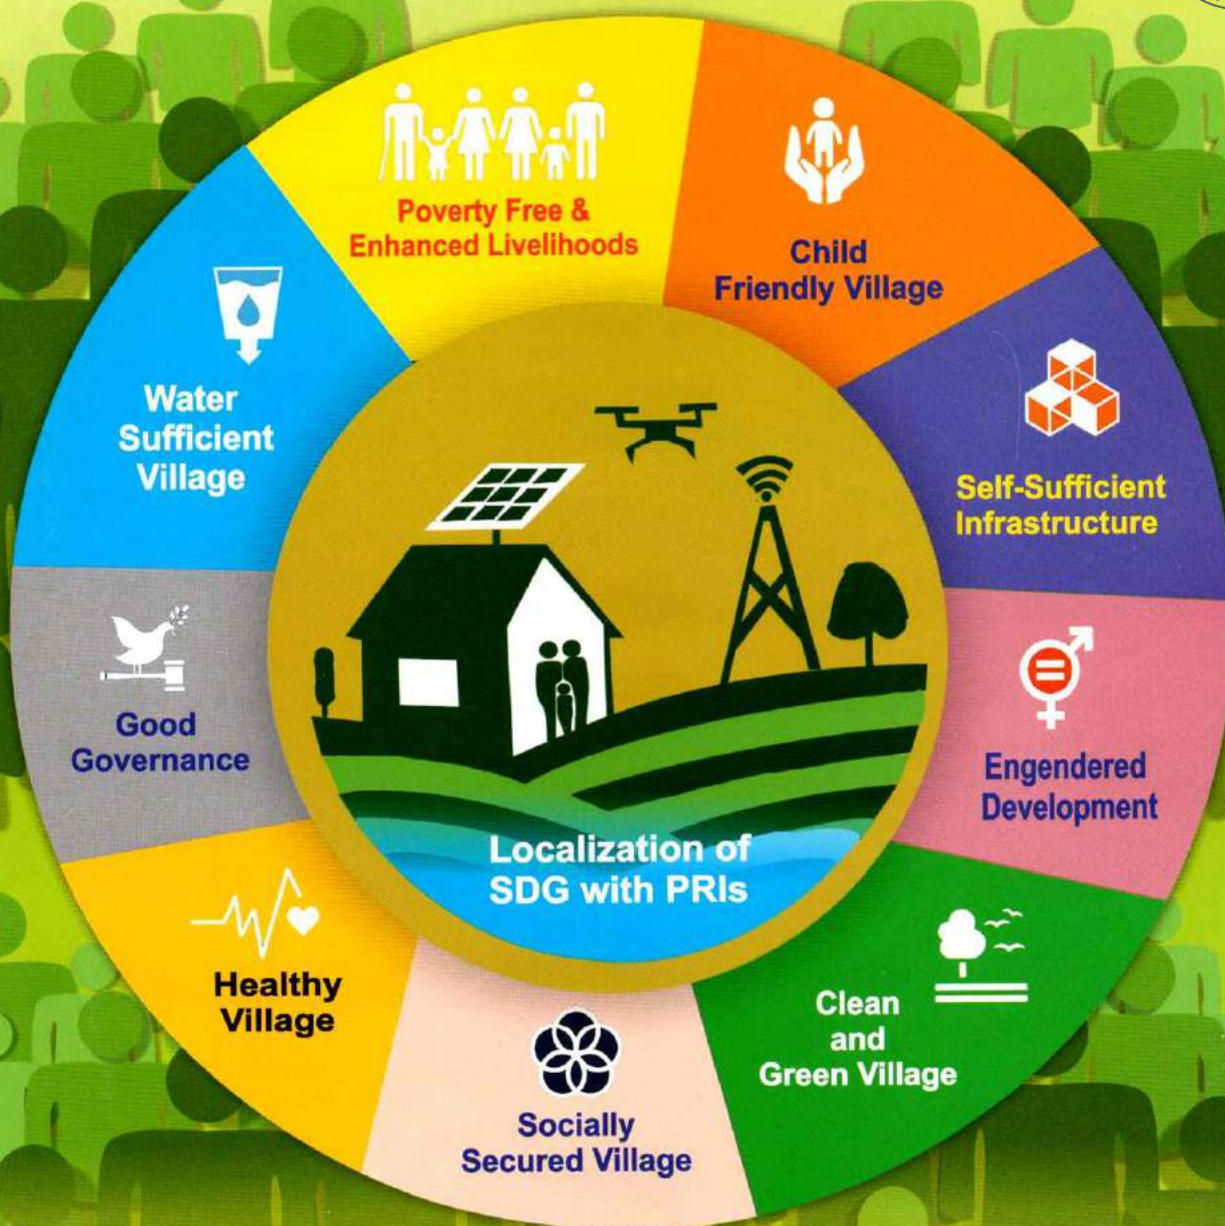 Poverty Free &
Enhanced Livelihoods
Child
Friendly Village
Self-Sufficient
Infrastructure
Engendered
Development
Clean
and
Green Village
Socially
Secured Village
Healthy
Village
Good
Governance
Water
Sufficient
Village
Localization of
SDG with PRIs